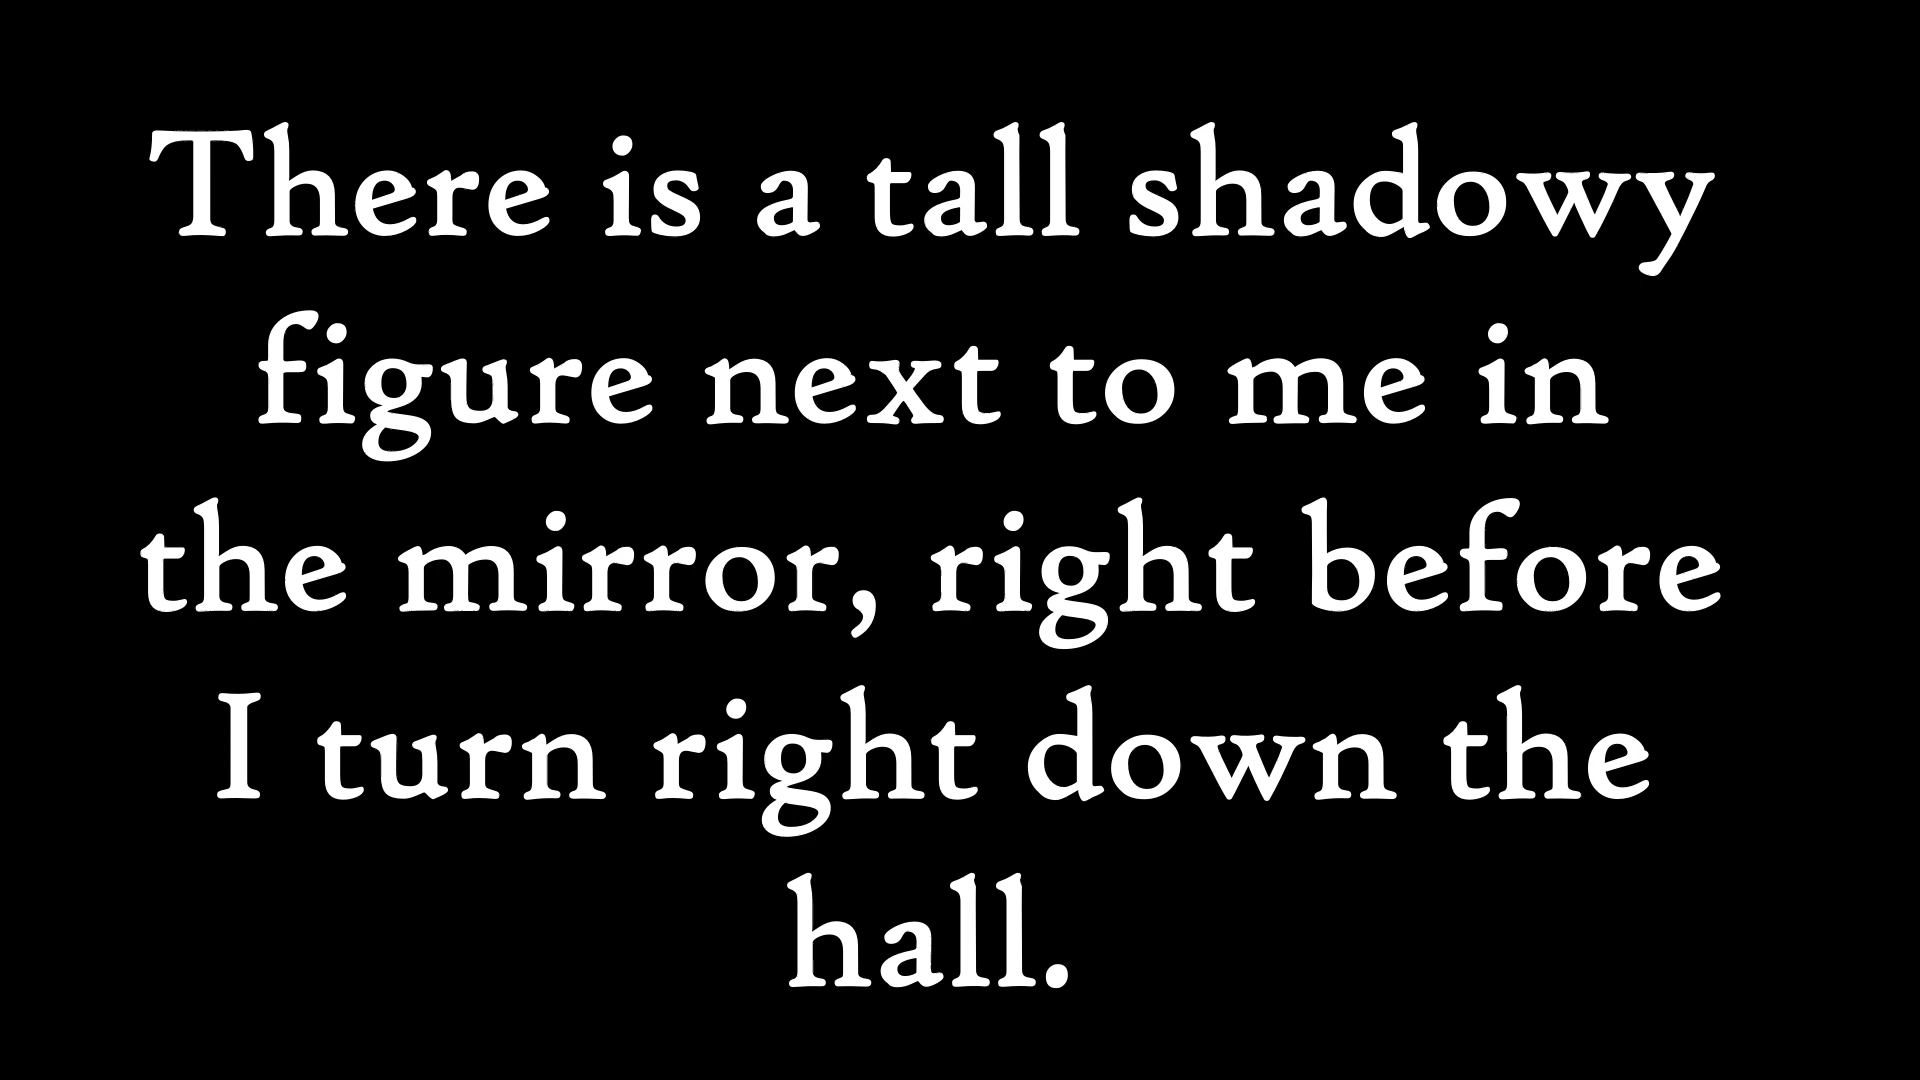 There is a tall shadowy
figure next to me in
the mirror, right before
I turn right down the
hall.